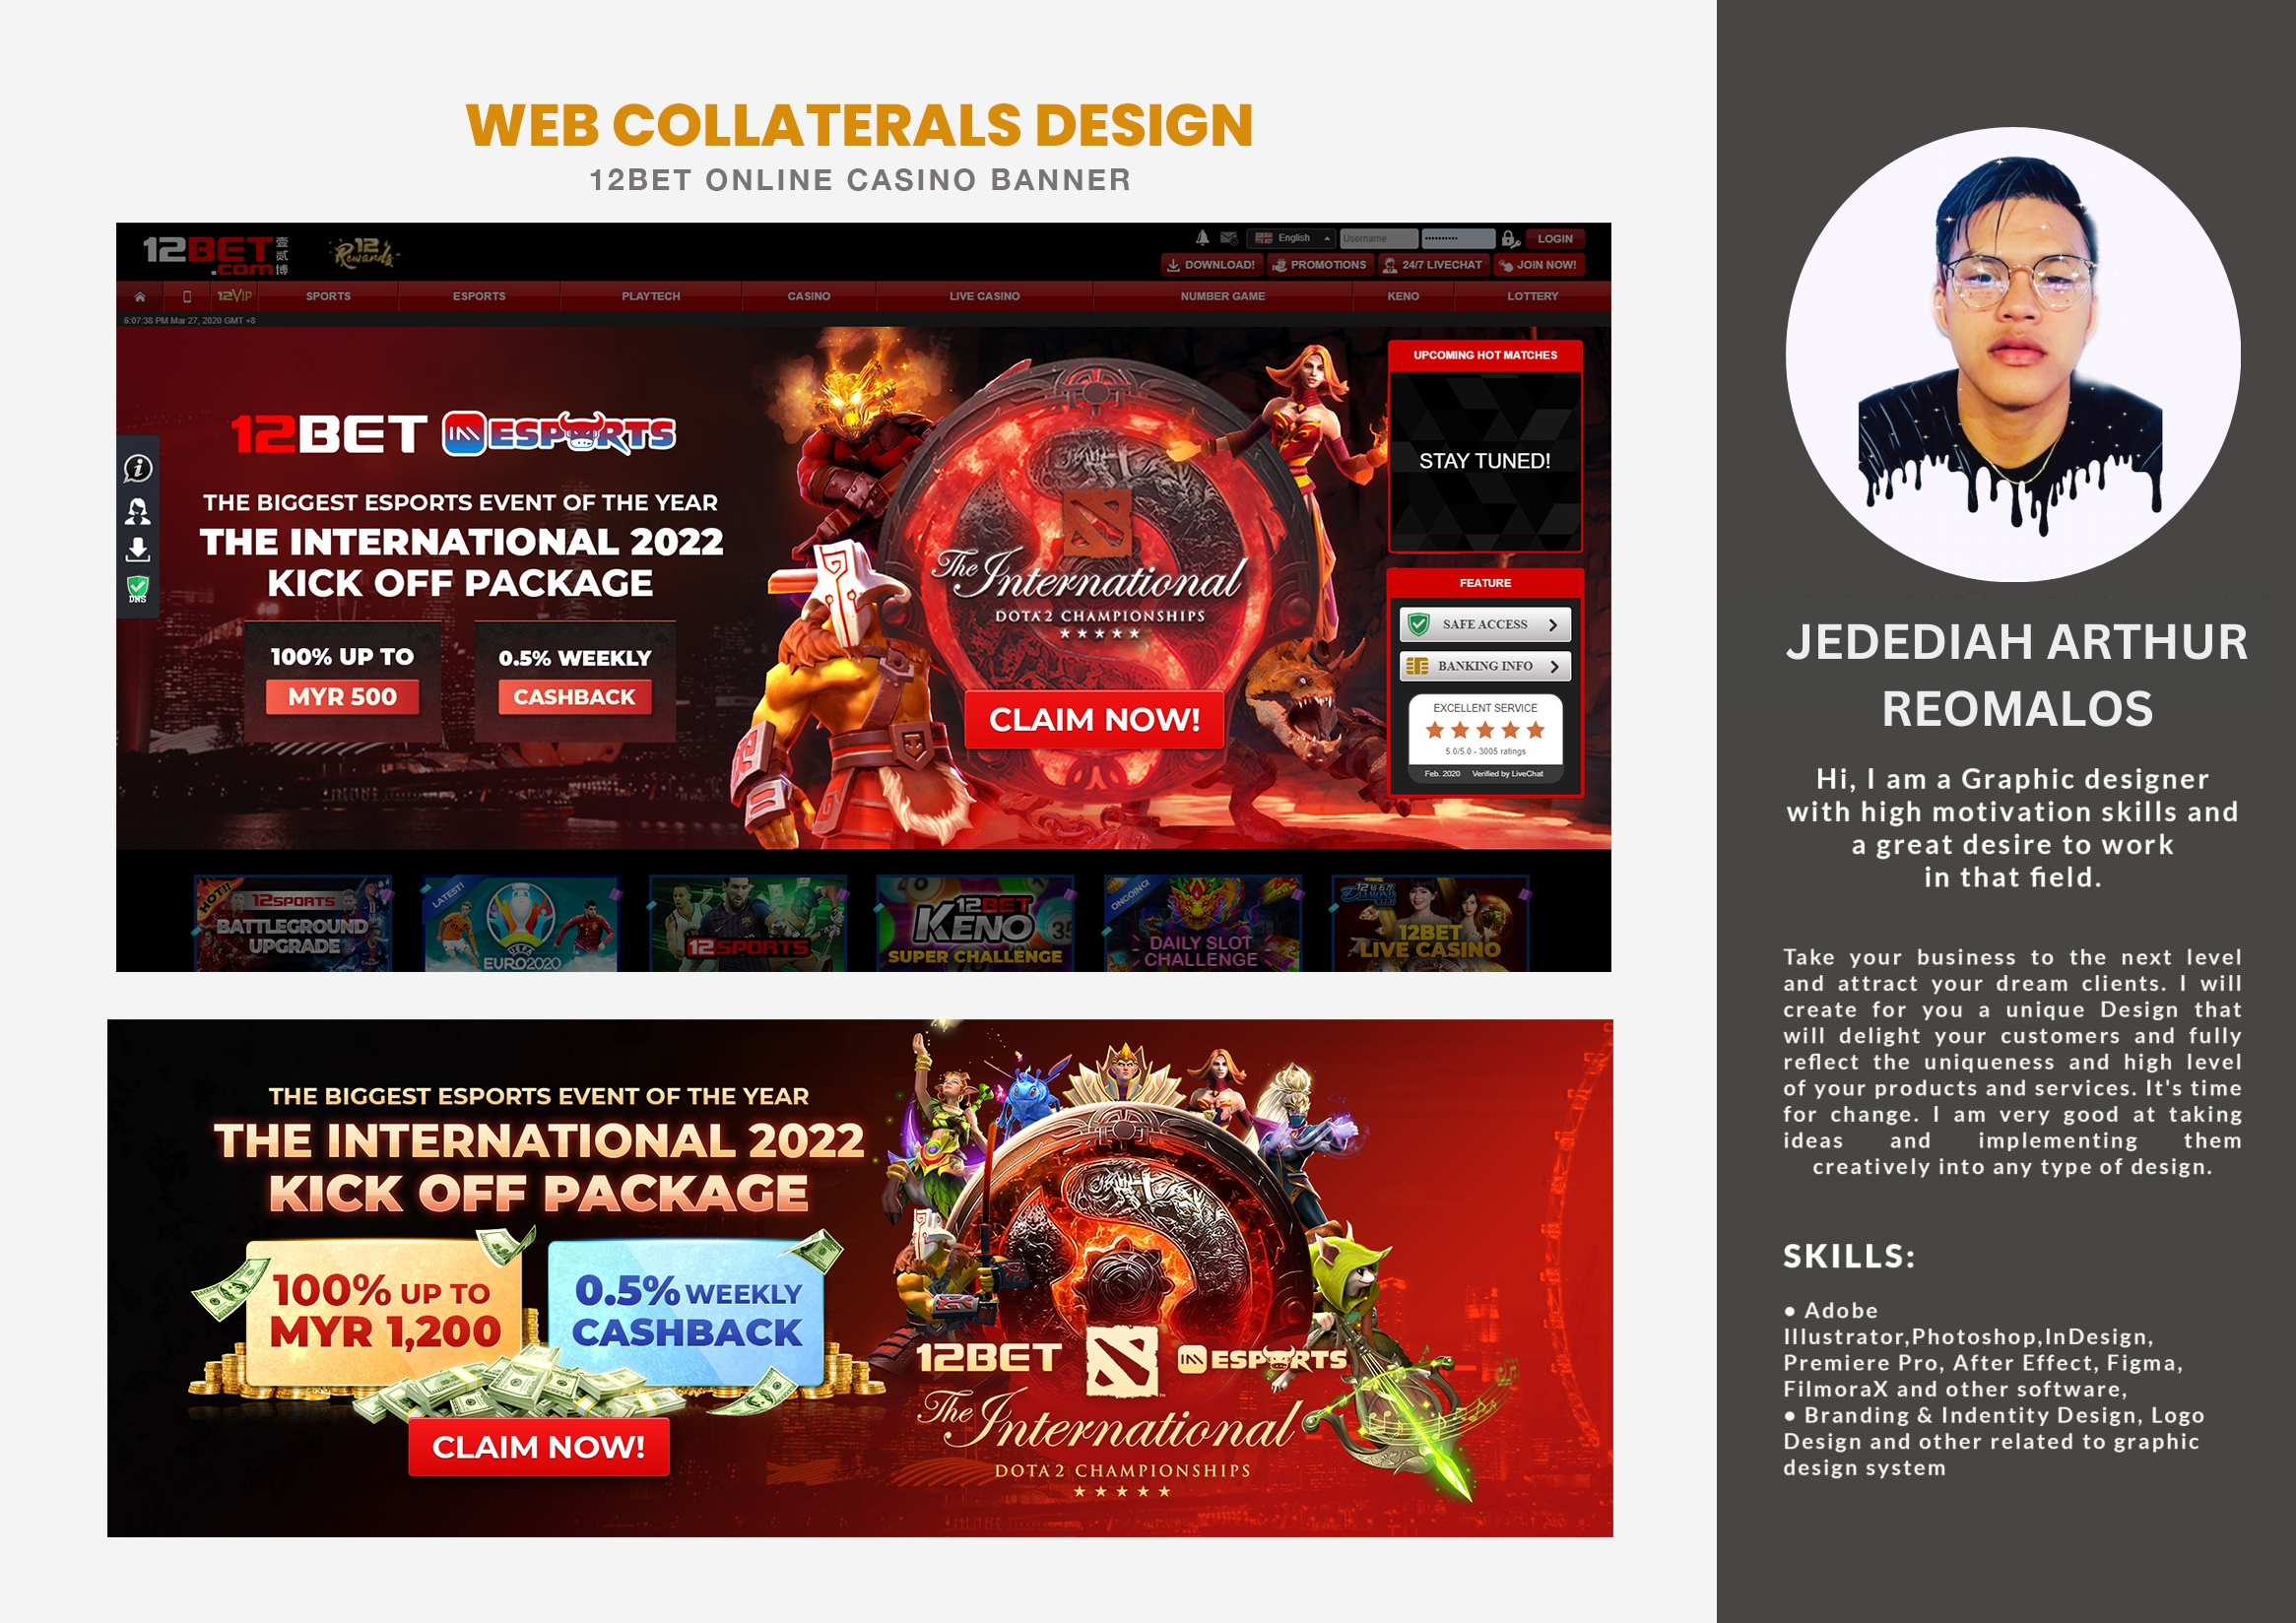 WEB COLLATERALS DESIGN
12BET ONLINE CASINO BANNER
12BET
.com
壹贰博
12
Rewards
English
Username
LOGIN
DOWNLOAD!
PROMOTIONS
24/7 LIVECHAT
JOIN NOW!
12VIP
SPORTS
ESPORTS
PLAYTECH
CASINO
LIVE CASINO
NUMBER GAME
KENO
LOTTERY
6:07:38 PM Mar 27, 2020 GMT +8
12BET IM ESPORTS
THE BIGGEST ESPORTS EVENT OF THE YEAR
THE INTERNATIONAL 2022
KICK OFF PACKAGE
100% UP TO
MYR 500
0.5% WEEKLY
CASHBACK
DNS
The International
DOTA 2 CHAMPIONSHIPS
CLAIM NOW!
UPCOMING HOT MATCHES
STAY TUNED!
FEATURE
SAFE ACCESS
BANKING INFO
EXCELLENT SERVICE
5.0/5.0 - 3005 ratings
Feb. 2020 Verified by LiveChat
HOT!!
12SPORTS
BATTLEGROUND
UPGRADE
LATEST!
EURO2020
12SPORTS
12BET
KENO
SUPER CHALLENGE
ONGOING!
DAILY SLOT
CHALLENGE
DIAMOND
12BET
LIVE CASINO
THE BIGGEST ESPORTS EVENT OF THE YEAR
THE INTERNATIONAL 2022
KICK OFF PACKAGE
100% UP TO
MYR 1,200
0.5% WEEKLY
CASHBACK
CLAIM NOW!
12BET
IM ESPORTS
The International
DOTA 2 CHAMPIONSHIPS
JEDEDIAH ARTHUR
REOMALOS
Hi, I am a Graphic designer
with high motivation skills and
a great desire to work
in that field.
Take your business to the next level
and attract your dream clients. I will
create for you a unique Design that
will delight your customers and fully
reflect the uniqueness and high level
of your products and services. It's time
for change. I am very good at taking
ideas and implementing them
creatively into any type of design.
SKILLS:
● Adobe
Illustrator,Photoshop,InDesign,
Premiere Pro, After Effect, Figma,
FilmoraX and other software,
● Branding & Indentity Design, Logo
Design and other related to graphic
design system